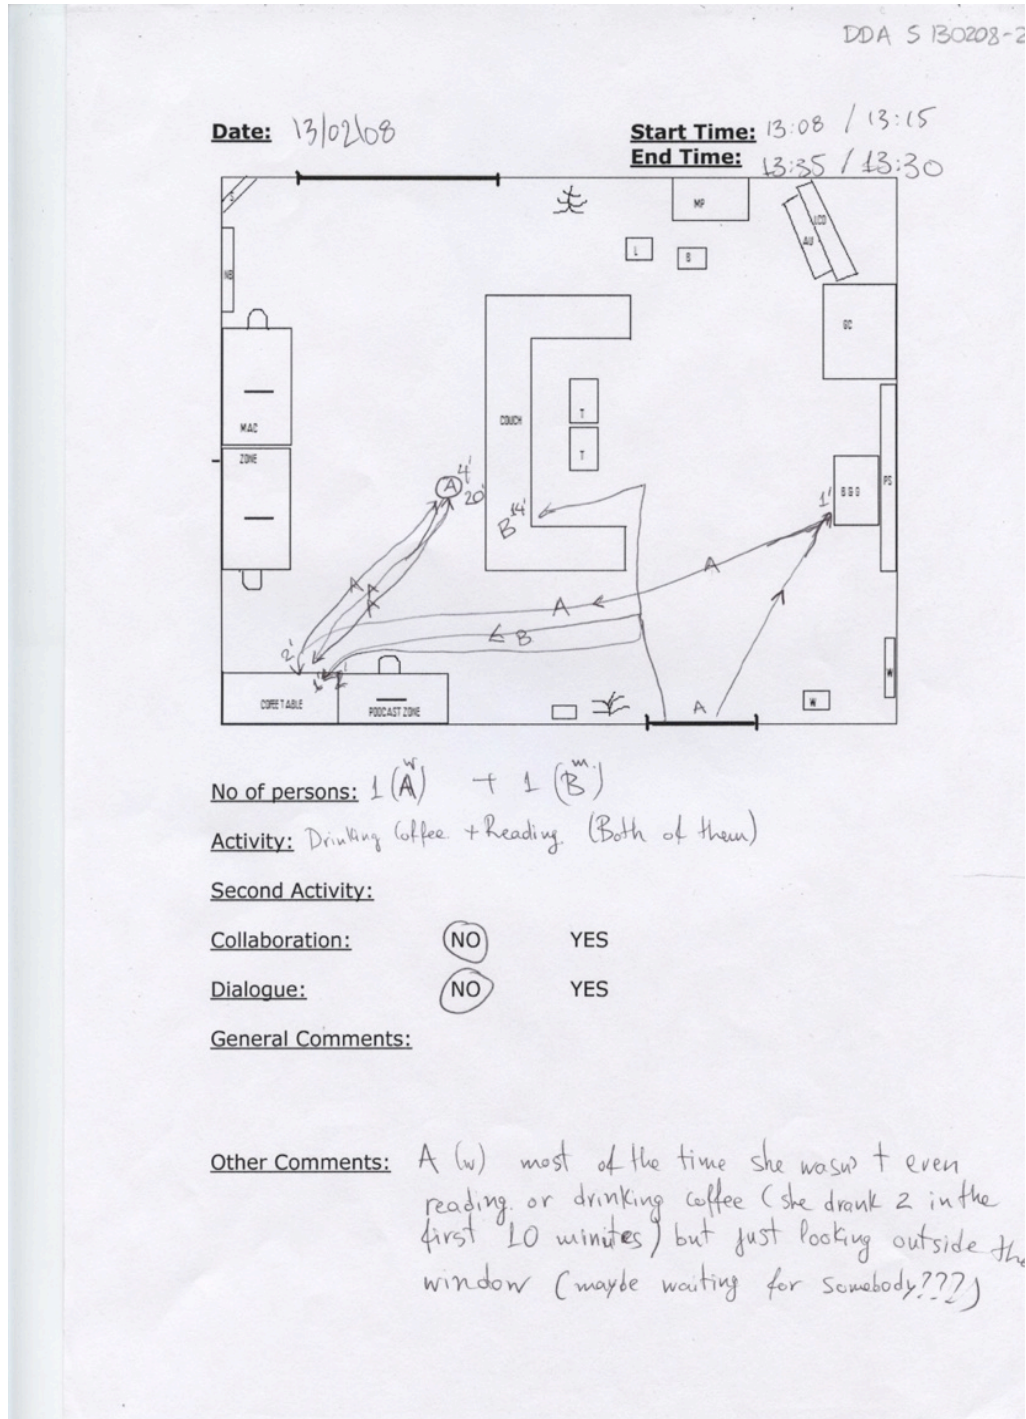 DDA S 130208-2
Date: 13/02/08
Start Time: 13:08 / 13:15
End Time: 13:35 / 13:30
MP
LCD
AU
L
B
NB
GC
MAC
ZONE
COUCH
T
T
A 4'
20'
B 14'
BGO
PS
1'
A
A
A
A
A
B
2'
1' 2'
COFEE TABLE
PODCAST ZONE
A
W
W
No of persons: 1 (A) w + 1 (B) m.
Activity: Drinking Coffee. + Reading (Both of them)
Second Activity:
Collaboration: NO YES
Dialogue: NO YES
General Comments:
Other Comments: A (w) most of the time she wasn't even
reading. or drinking coffee (she drank 2 in the
first 10 minutes) but just looking outside the
window (maybe waiting for somebody???)